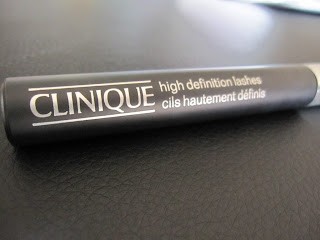 CLINIQUE
high definition lashes
cils hautement définis